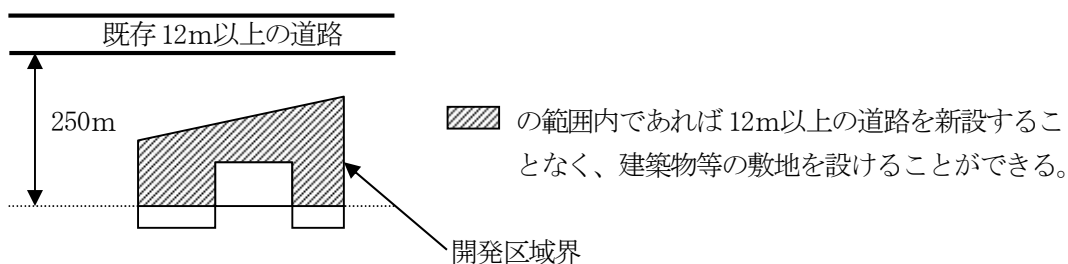 既存12m以上の道路
250m
の範囲内であれば12m以上の道路を新設するこ
となく、建築物等の敷地を設けることができる。
開発区域界